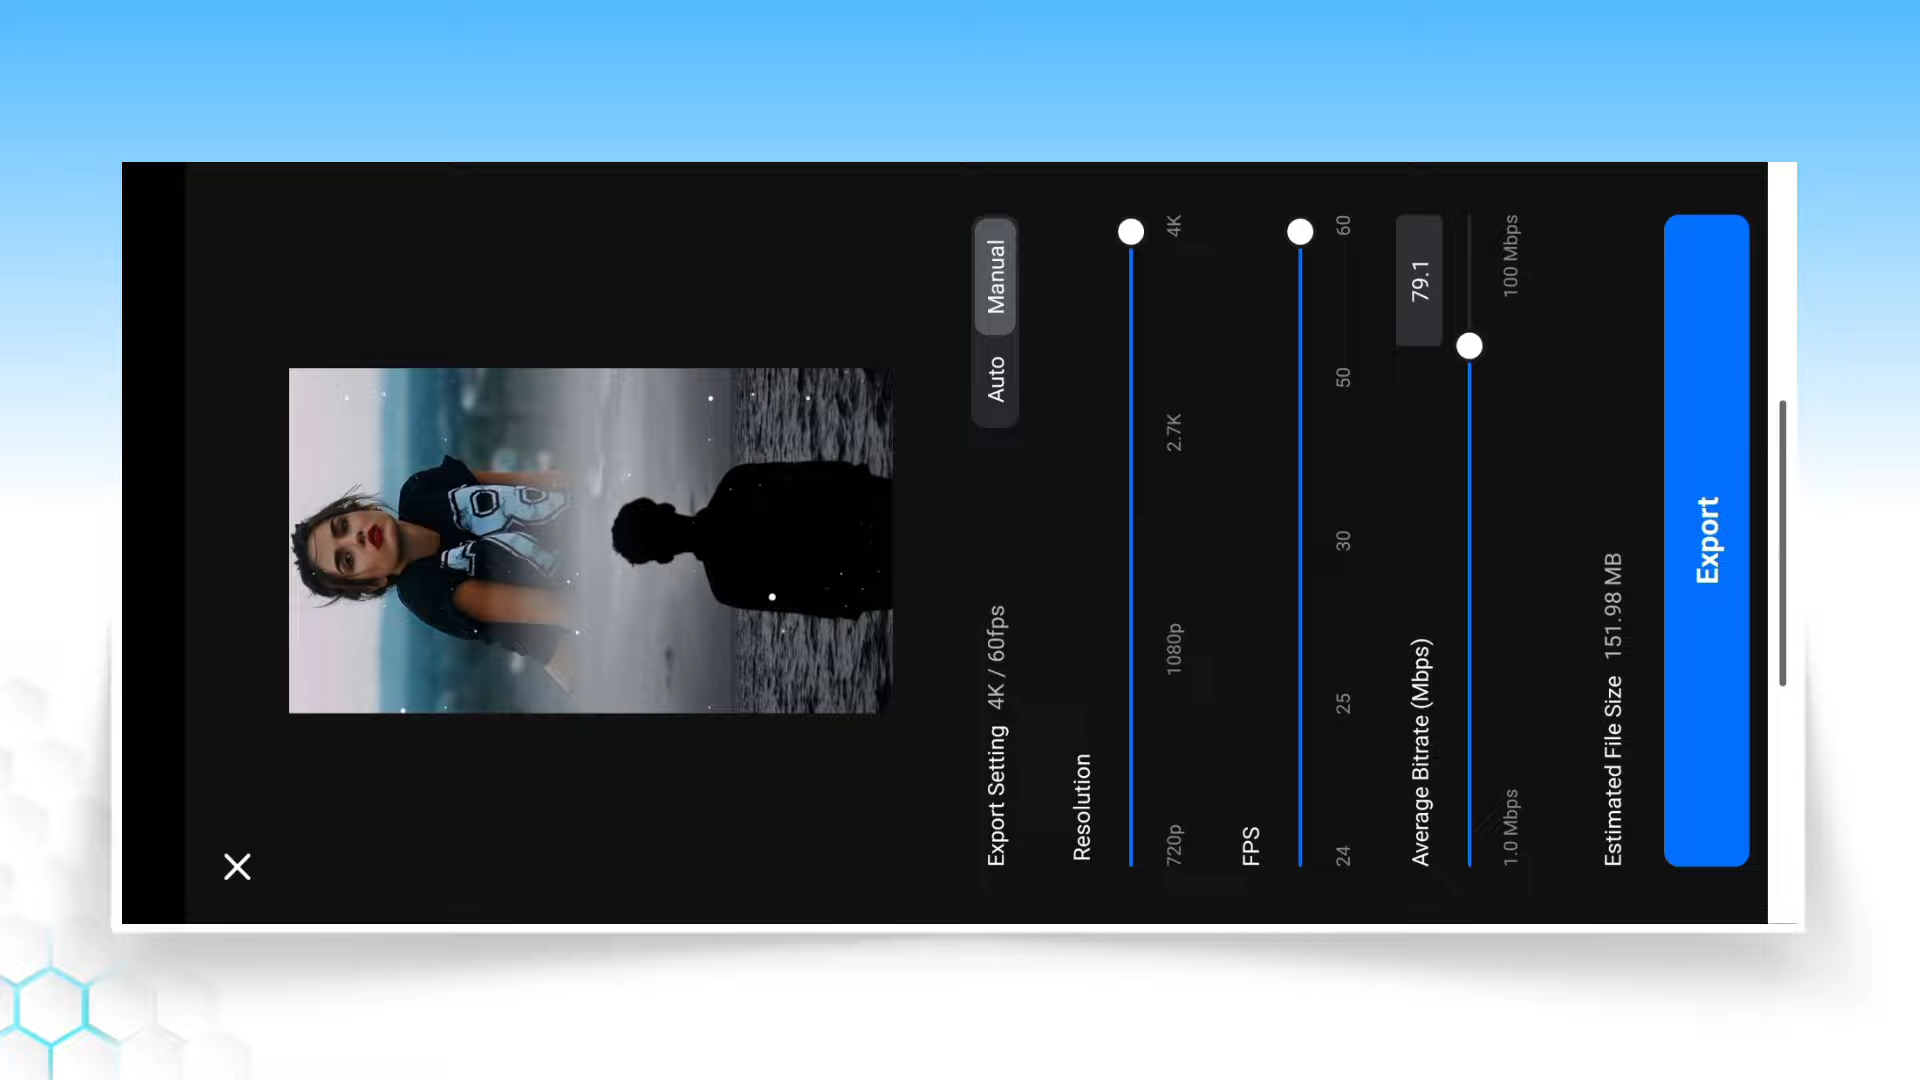 Export Setting 4K / 60fps
Auto Manual
Resolution
720p 1080p 2.7K 4K
FPS
24 25 30 50 60
Average Bitrate (Mbps) 79.1
1.0 Mbps 100 Mbps
Estimated File Size 151.98 MB
Export